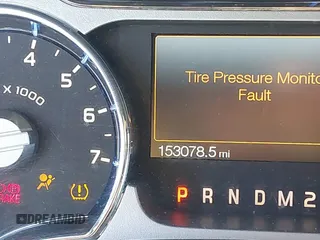 Tire Pressure Monito
Fault
153078.5 mi
P R N D M 2
4
5
6
7
X 1000
DREAMBID